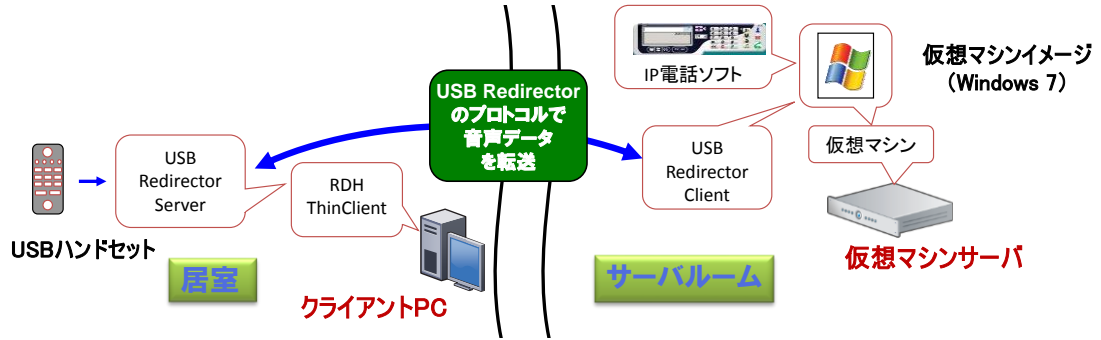 USBハンドセット
USB
Redirector
Server
RDH
ThinClient
居室
クライアントPC
USB Redirector
のプロトコルで
音声データ
を転送
IP電話ソフト
USB
Redirector
Client
サーバルーム
仮想マシンイメージ
（Windows 7）
仮想マシン
仮想マシンサーバ